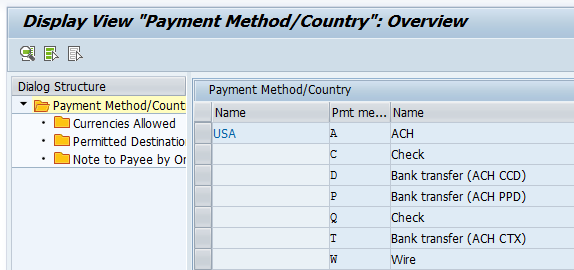 Display View "Payment Method/Country": Overview
Dialog Structure
Payment Method/Count
Currencies Allowed
Permitted Destinatio
Note to Payee by Or
Payment Method/Country
Name Pmt me... Name
USA A ACH
C Check
D Bank transfer (ACH CCD)
P Bank transfer (ACH PPD)
Q Check
T Bank transfer (ACH CTX)
W Wire